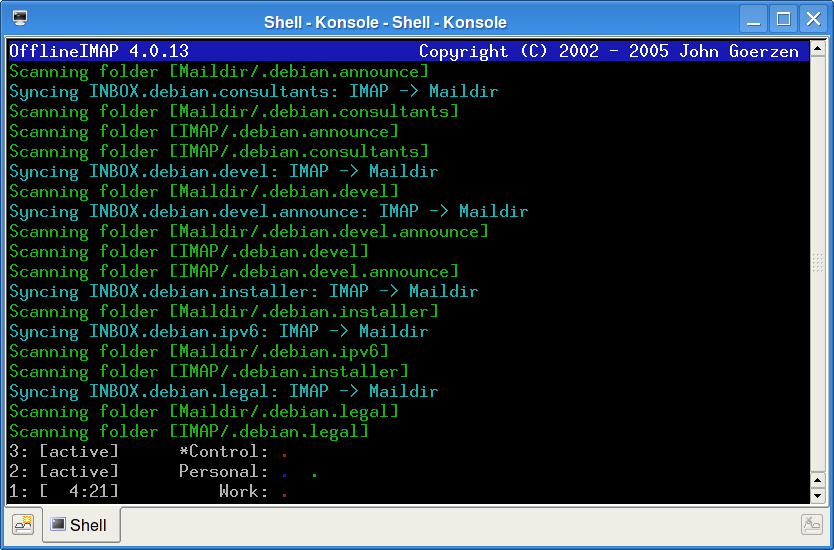 Shell - Konsole - Shell - Konsole
OfflineIMAP 4.0.13 Copyright (C) 2002 - 2005 John Goerzen
Scanning folder [Maildir/.debian.announce]
Syncing INBOX.debian.consultants: IMAP -> Maildir
Scanning folder [Maildir/.debian.consultants]
Scanning folder [IMAP/.debian.announce]
Scanning folder [IMAP/.debian.consultants]
Syncing INBOX.debian.devel: IMAP -> Maildir
Scanning folder [Maildir/.debian.devel]
Syncing INBOX.debian.devel.announce: IMAP -> Maildir
Scanning folder [Maildir/.debian.devel.announce]
Scanning folder [IMAP/.debian.devel]
Scanning folder [IMAP/.debian.devel.announce]
Syncing INBOX.debian.installer: IMAP -> Maildir
Scanning folder [Maildir/.debian.installer]
Syncing INBOX.debian.ipv6: IMAP -> Maildir
Scanning folder [Maildir/.debian.ipv6]
Scanning folder [IMAP/.debian.installer]
Syncing INBOX.debian.legal: IMAP -> Maildir
Scanning folder [Maildir/.debian.legal]
Scanning folder [IMAP/.debian.legal]
3: [active] *Control: .
2: [active] Personal: . .
1: [ 4:21] Work: .
Shell